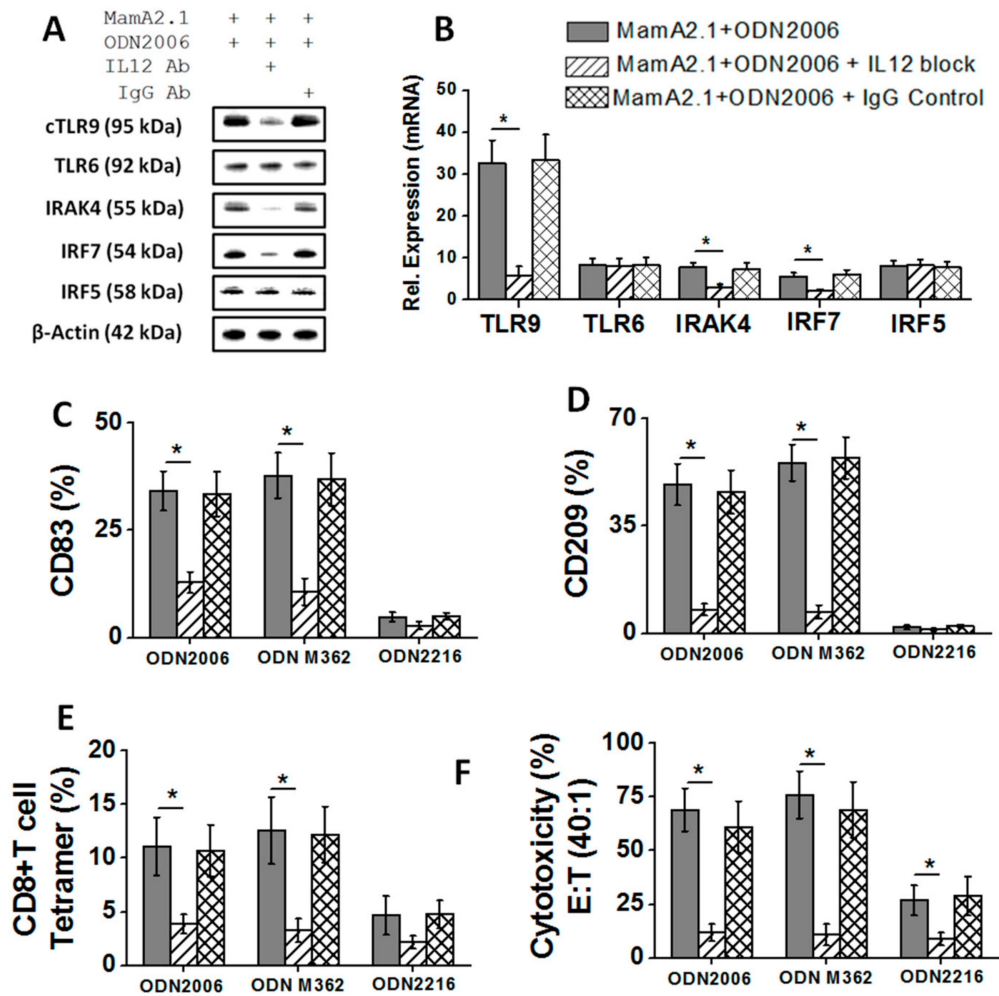 A
MamA2.1 + + +
ODN2006 + + +
IL12 Ab +
IgG Ab +
cTLR9 (95 kDa)
TLR6 (92 kDa)
IRAK4 (55 kDa)
IRF7 (54 kDa)
IRF5 (58 kDa)
β-Actin (42 kDa)
B
MamA2.1+ODN2006
MamA2.1+ODN2006 + IL12 block
MamA2.1+ODN2006 + IgG Control
Rel. Expression (mRNA)
60
40
20
0
* * *
TLR9 TLR6 IRAK4 IRF7 IRF5
C
CD83 (%)
50
25
0
* *
ODN2006 ODN M362 ODN2216
D
CD209 (%)
70
35
0
* *
ODN2006 ODN M362 ODN2216
E
CD8+T cell
Tetramer (%)
20
15
10
5
0
* *
ODN2006 ODN M362 ODN2216
F
Cytotoxicity (%)
E:T (40:1)
100
75
50
25
0
* * *
ODN2006 ODN M362 ODN2216